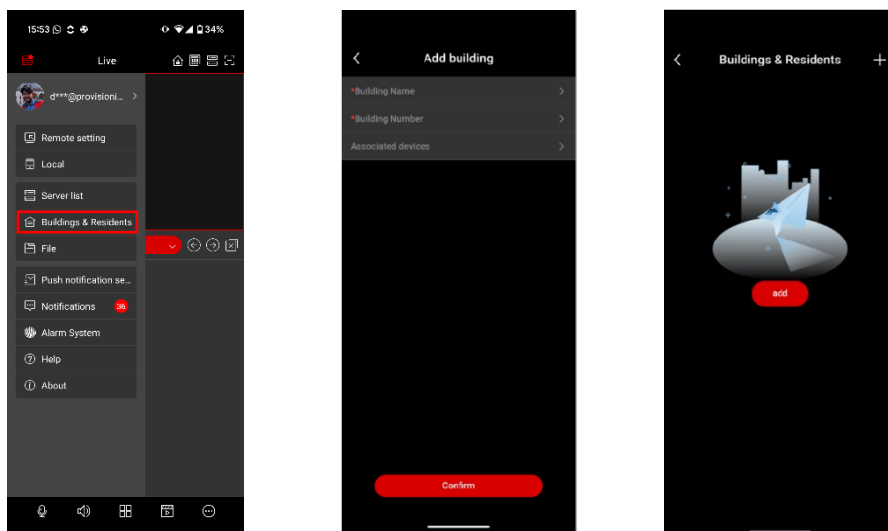 15:53 34%
Live
d***@provisioni...
Remote setting
Local
Server list
Buildings & Residents
File
Push notification se...
Notifications 36
Alarm System
Help
About
Add building
*Building Name
*Building Number
Associated devices
Confirm
Buildings & Residents
add